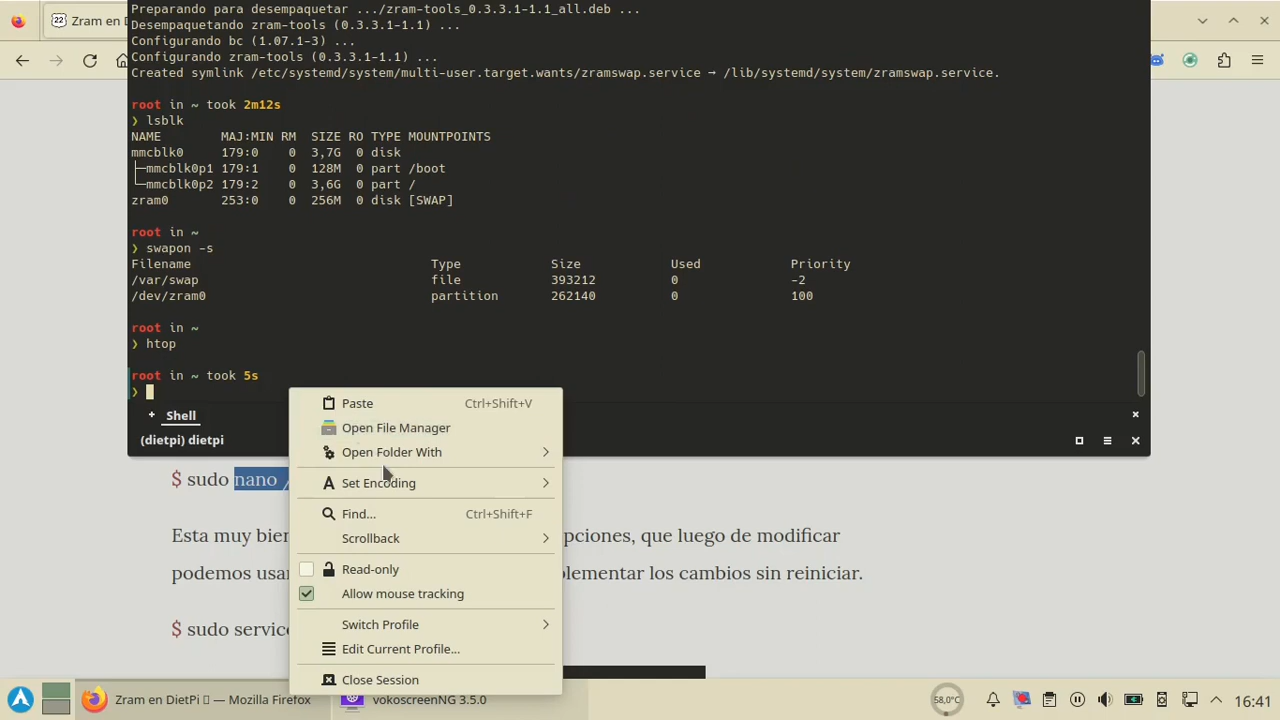 Zram en D
Preparando para desempaquetar .../zram-tools_0.3.3.1-1.1_all.deb ...
Desempaquetando zram-tools (0.3.3.1-1.1) ...
Configurando bc (1.07.1-3) ...
Configurando zram-tools (0.3.3.1-1.1) ...
Created symlink /etc/systemd/system/multi-user.target.wants/zramswap.service → /lib/systemd/system/zramswap.service.
root in ~ took 2m12s
❯ lsblk
NAME MAJ:MIN RM SIZE RO TYPE MOUNTPOINTS
mmcblk0 179:0 0 3,7G 0 disk
├─mmcblk0p1 179:1 0 128M 0 part /boot
└─mmcblk0p2 179:2 0 3,6G 0 part /
zram0 253:0 0 256M 0 disk [SWAP]
root in ~
❯ swapon -s
Filename Type Size Used Priority
/var/swap file 393212 0 -2
/dev/zram0 partition 262140 0 100
root in ~
❯ htop
root in ~ took 5s
❯
+ Shell
(dietpi) dietpi
Paste Ctrl+Shift+V
Open File Manager
Open Folder With
Set Encoding
Find... Ctrl+Shift+F
Scrollback
Read-only
Allow mouse tracking
Switch Profile
Edit Current Profile...
Close Session
$ sudo nano /
Esta muy bien pciones, que luego de modificar
podemos usa plementar los cambios sin reiniciar.
$ sudo servic
Zram en DietPi – Mozilla Firefox
vokoscreenNG 3.5.0
58,0°C
16:41